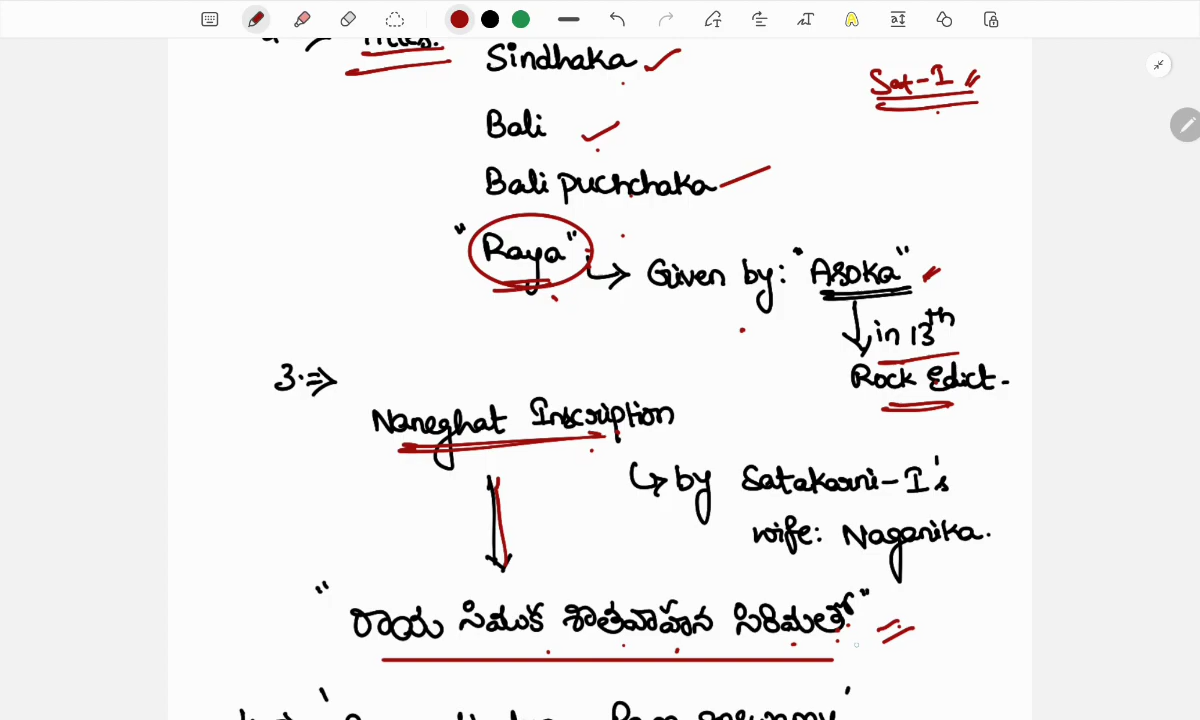 Titles:
Sindhaka
Sat-I
Bali
Bali puchchaka
"Raya" → Given by: "Asoka"
in 13th
Rock Edict.
3. ⇒
Naneghat Inscription
↳ by Satakarni-I's
wife: Naganika.
"రాయ సిముక శాతవాహన సిరిమతో"